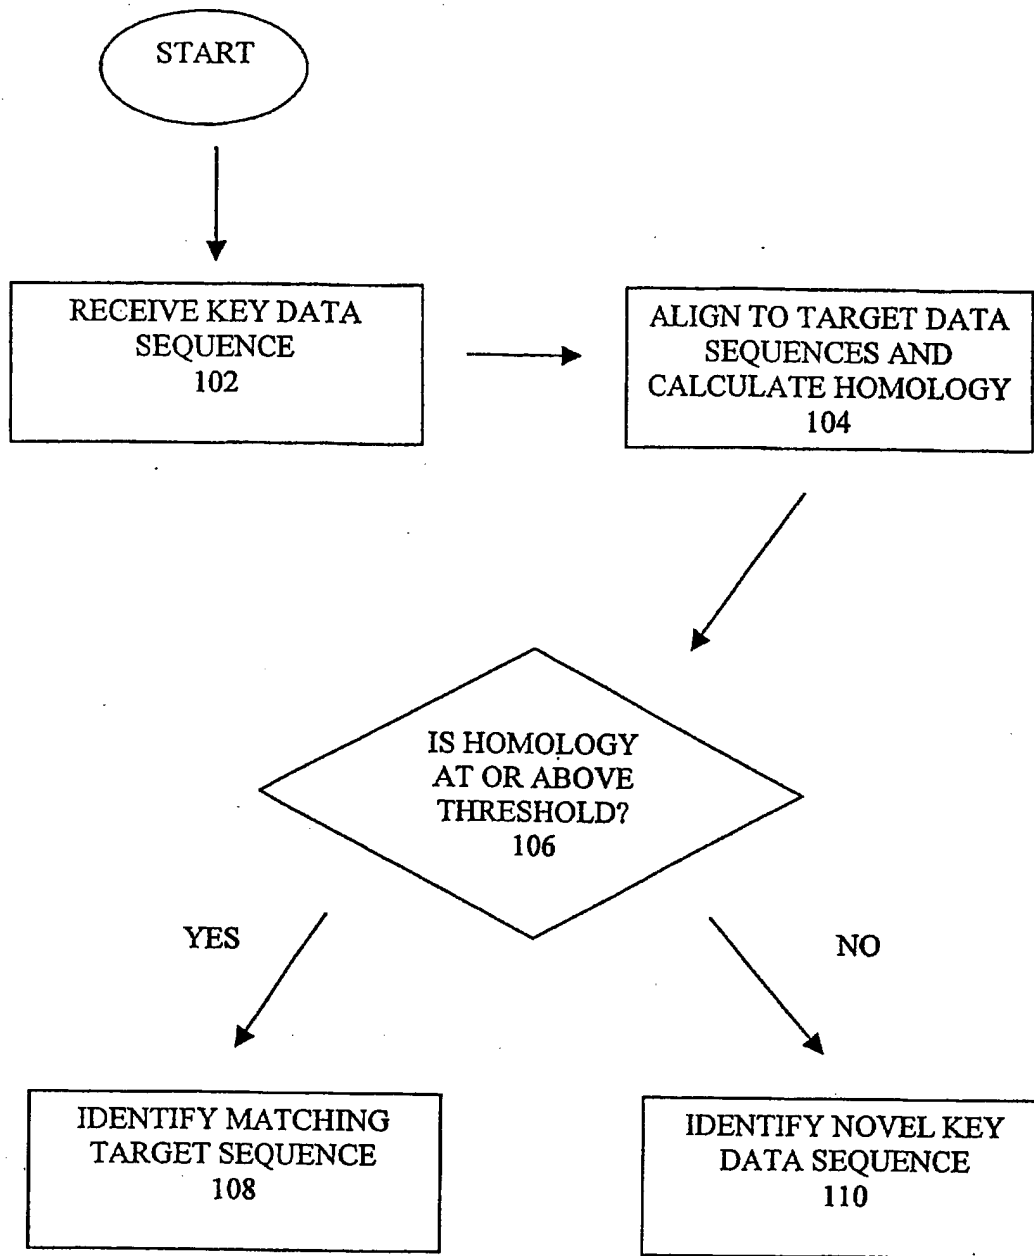 START
RECEIVE KEY DATA
SEQUENCE
102
ALIGN TO TARGET DATA
SEQUENCES AND
CALCULATE HOMOLOGY
104
IS HOMOLOGY
AT OR ABOVE
THRESHOLD?
106
YES
NO
IDENTIFY MATCHING
TARGET SEQUENCE
108
IDENTIFY NOVEL KEY
DATA SEQUENCE
110